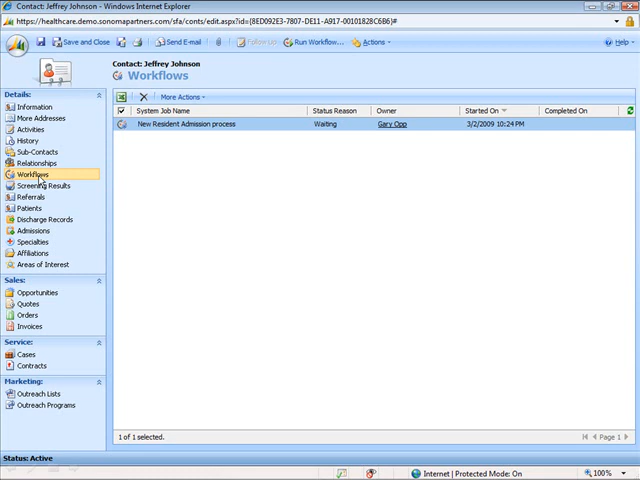 Contact: Jeffrey Johnson - Windows Internet Explorer
https://healthcare.demo.sonomapartners.com/sfa/conts/edit.aspx?id={8ED092E3-7807-DE11-A917-00101828C6B6}#
Save and Close
Send E-mail
Follow Up
Run Workflow...
Actions
Help
Contact: Jeffrey Johnson
Workflows
Details:
Information
More Addresses
Activities
History
Sub-Contacts
Relationships
Workflows
Screening Results
Referrals
Patients
Discharge Records
Admissions
Specialties
Affiliations
Areas of Interest
Sales:
Opportunities
Quotes
Orders
Invoices
Service:
Cases
Contracts
Marketing:
Outreach Lists
Outreach Programs
More Actions
System Job Name Status Reason Owner Started On Completed On
New Resident Admission process Waiting Gary Opp 3/2/2009 10:24 PM
1 of 1 selected.
Page 1
Status: Active
Internet | Protected Mode: On
100%